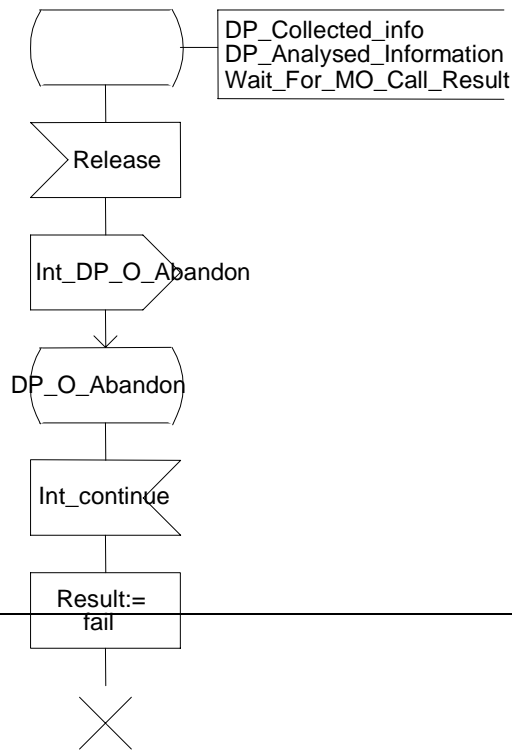 DP_Collected_info
DP_Analysed_Information
Wait_For_MO_Call_Result
Release
Int_DP_O_Abandon
DP_O_Abandon
Int_continue
Result:=
fail